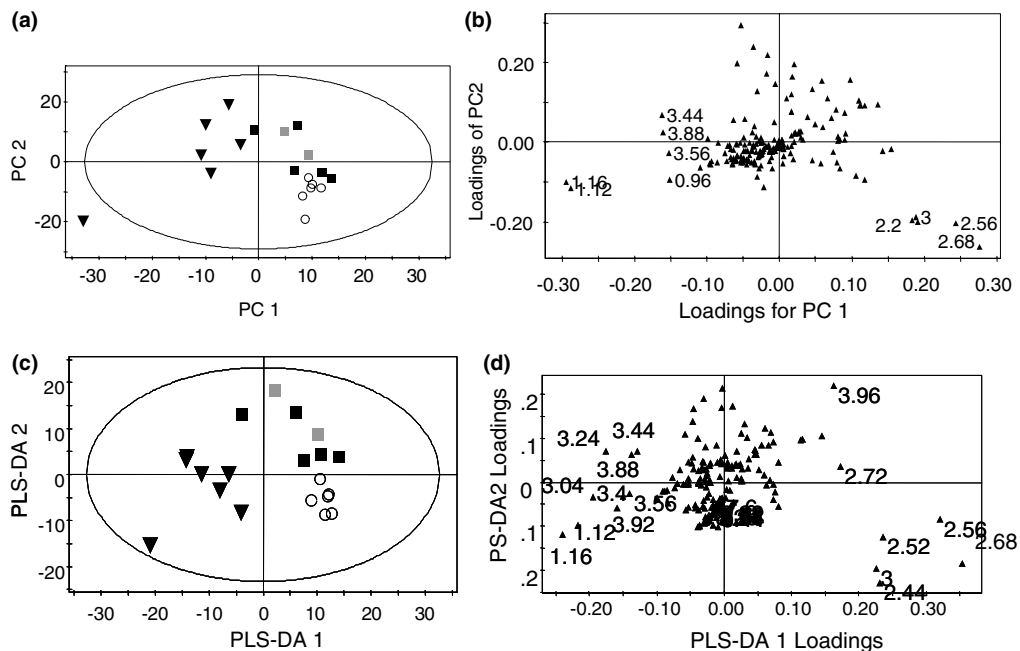 (a)
PC 2
20
0
-20
-30 -20 -10 0 10 20 30
PC 1
(b)
Loadings of PC2
0.20
0.00
-0.20
3.44
3.88
3.56
1.16
1.12
0.96
2.2
3
2.56
2.68
-0.30 -0.20 -0.10 0.00 0.10 0.20 0.30
Loadings for PC 1
(c)
PLS-DA 2
20
10
0
-10
-20
-30 -20 -10 0 10 20 30
PLS-DA 1
(d)
PS-DA2 Loadings
.2
.1
0
.1
.2
3.96
3.24
3.44
3.88
2.72
3.04
3.4
3.56
3.92
1.12
1.16
2.56
2.52
2.68
3
2.44
-0.20 -0.10 0.00 0.10 0.20 0.30
PLS-DA 1 Loadings